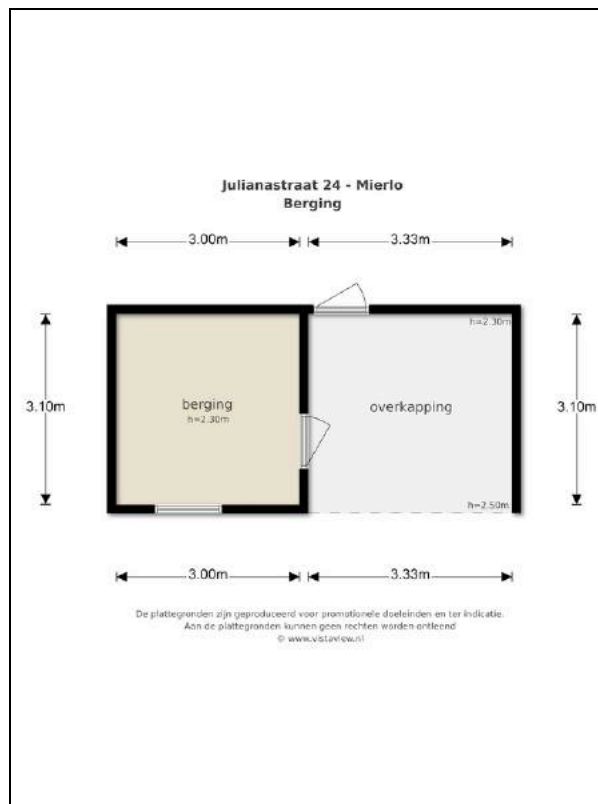 Julianastraat 24 - Mierlo
Berging
3.00m
3.33m
h=2.30m
3.10m
berging
h=2.30m
overkapping
3.10m
h=2.50m
3.00m
3.33m
De plattegronden zijn geproduceerd voor promotionele doeleinden en ter indicatie.
Aan de plattegronden kunnen geen rechten worden ontleend
© www.vistaview.nl